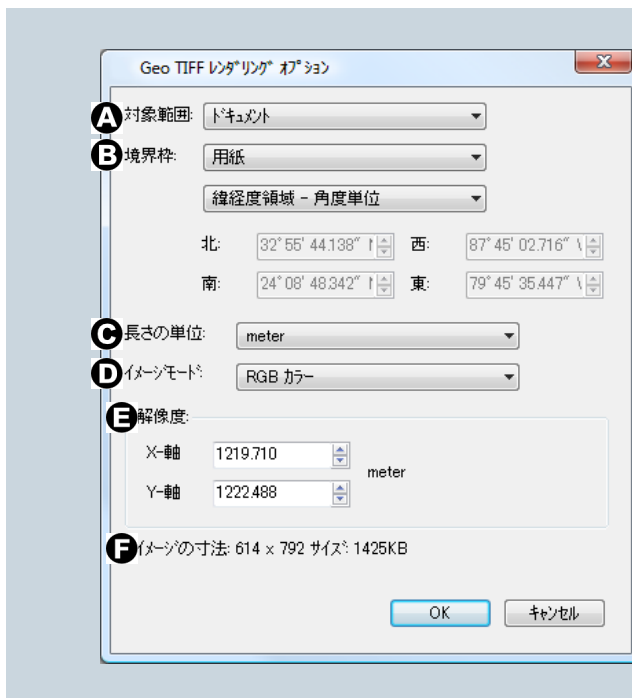 Geo TIFF ﾚﾝﾀﾞﾘﾝｸﾞ ｵﾌﾟｼｮﾝ
A 対象範囲: ﾄﾞｷｭﾒﾝﾄ
B 境界枠: 用紙
緯経度領域 - 角度単位
北: 32° 55' 44.138" 西: 87° 45' 02.716"
南: 24° 08' 48.342" 東: 79° 45' 35.447"
C 長さの単位: meter
D ｲﾒｰｼﾞﾓｰﾄﾞ: RGB ｶﾗｰ
E 解像度:
X-軸 1219.710
meter
Y-軸 1222.488
F ｲﾒｰｼﾞの寸法: 614 x 792 ｻｲｽﾞ: 1425KB
OK ｷｬﾝｾﾙ